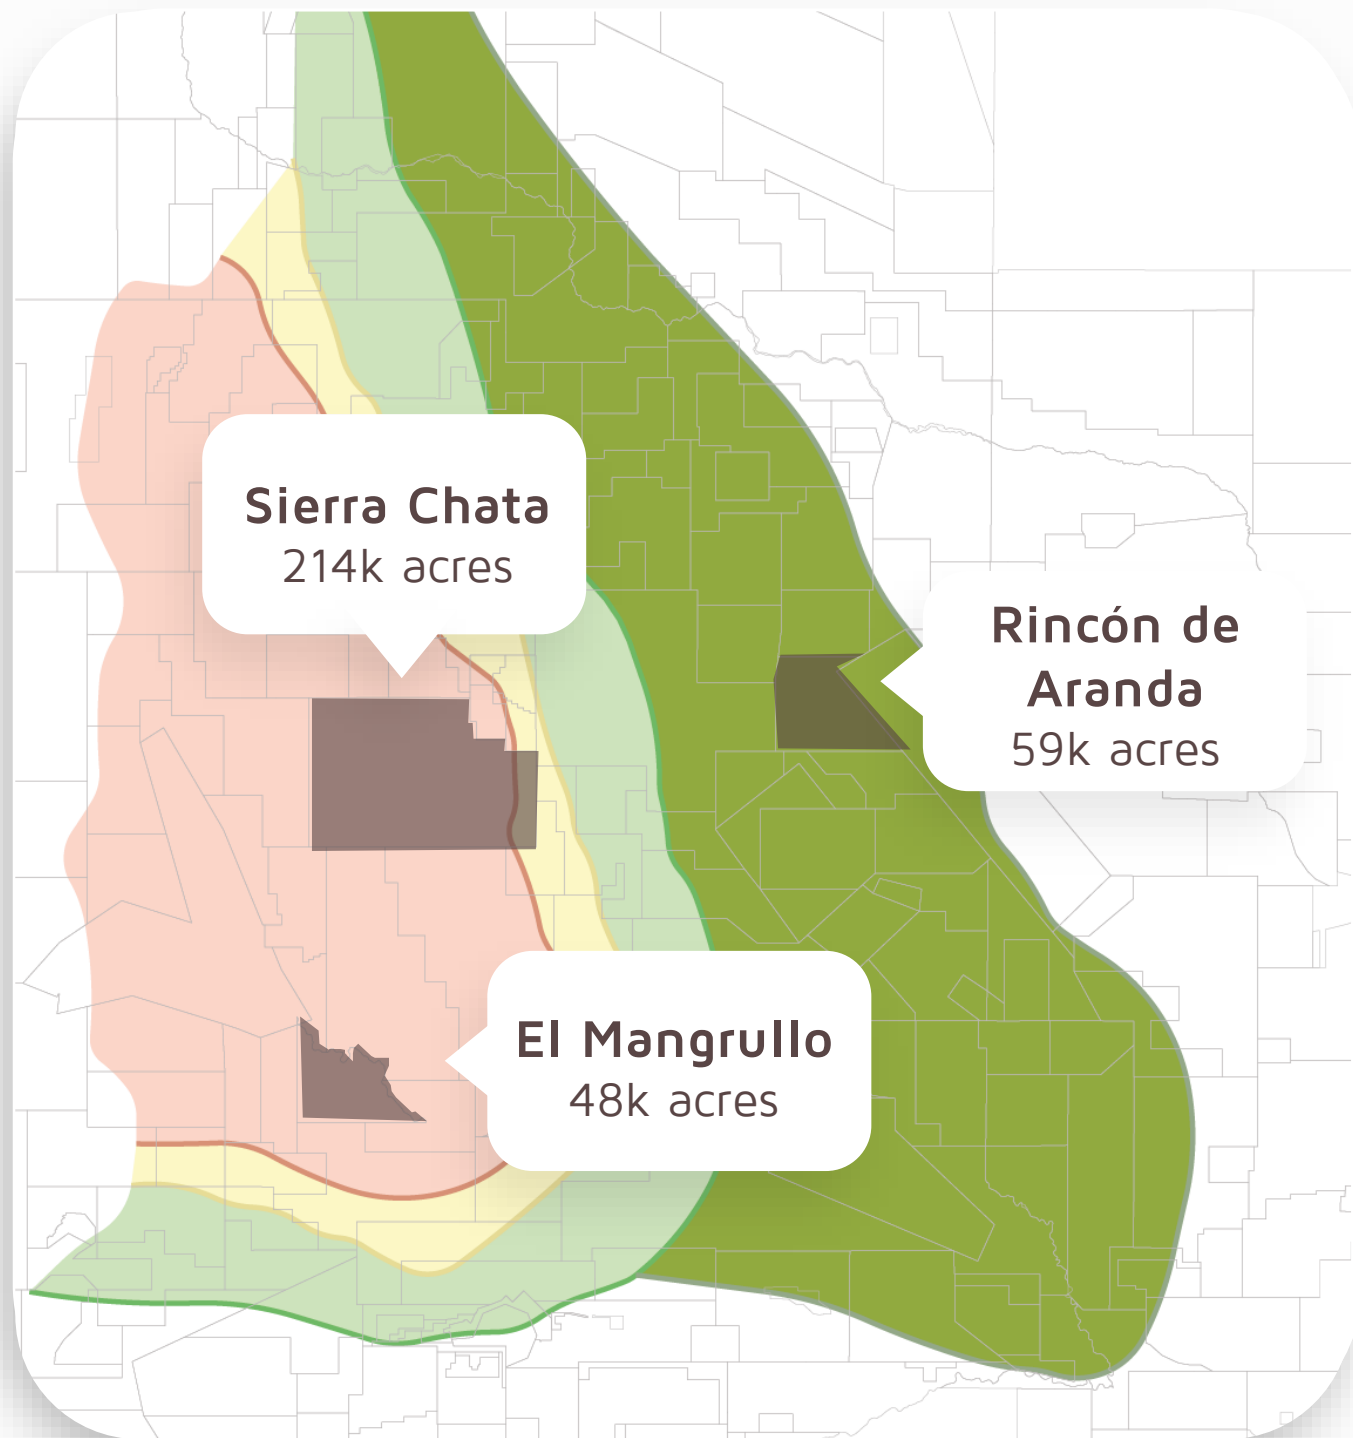 Sierra Chata
214k acres
Rincón de
Aranda
59k acres
El Mangrullo
48k acres